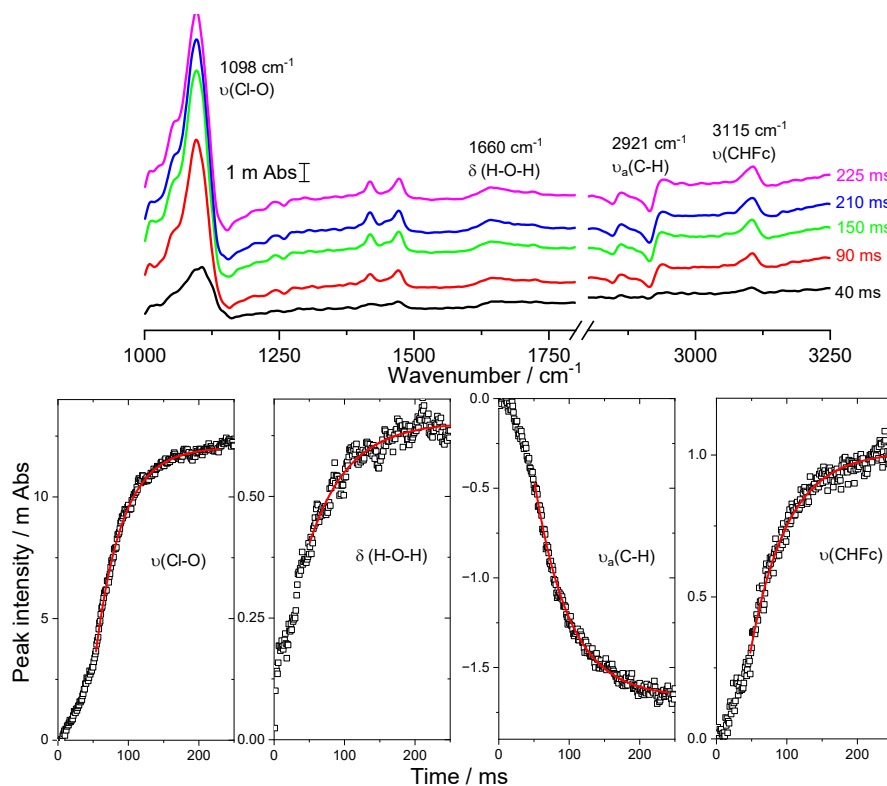 1098 cm⁻¹
υ(Cl-O)
1 m Abs
1660 cm⁻¹
δ (H-O-H)
2921 cm⁻¹
υₐ(C-H)
3115 cm⁻¹
υ(CHFc)
225 ms
210 ms
150 ms
90 ms
40 ms
1000 1250 1500 1750 3000 3250
Wavenumber / cm⁻¹
Peak intensity / m Abs
10
5
0
υ(Cl-O)
0 100 200
0.50
0.25
0.00
δ (H-O-H)
0 100 200
0.0
-0.5
-1.0
-1.5
υₐ(C-H)
0 100 200
1.0
0.5
0.0
υ(CHFc)
0 100 200
Time / ms